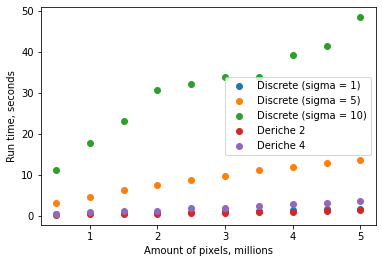 50
40
30
20
10
0
Run time, seconds
Discrete (sigma = 1)
Discrete (sigma = 5)
Discrete (sigma = 10)
Deriche 2
Deriche 4
1 2 3 4 5
Amount of pixels, millions